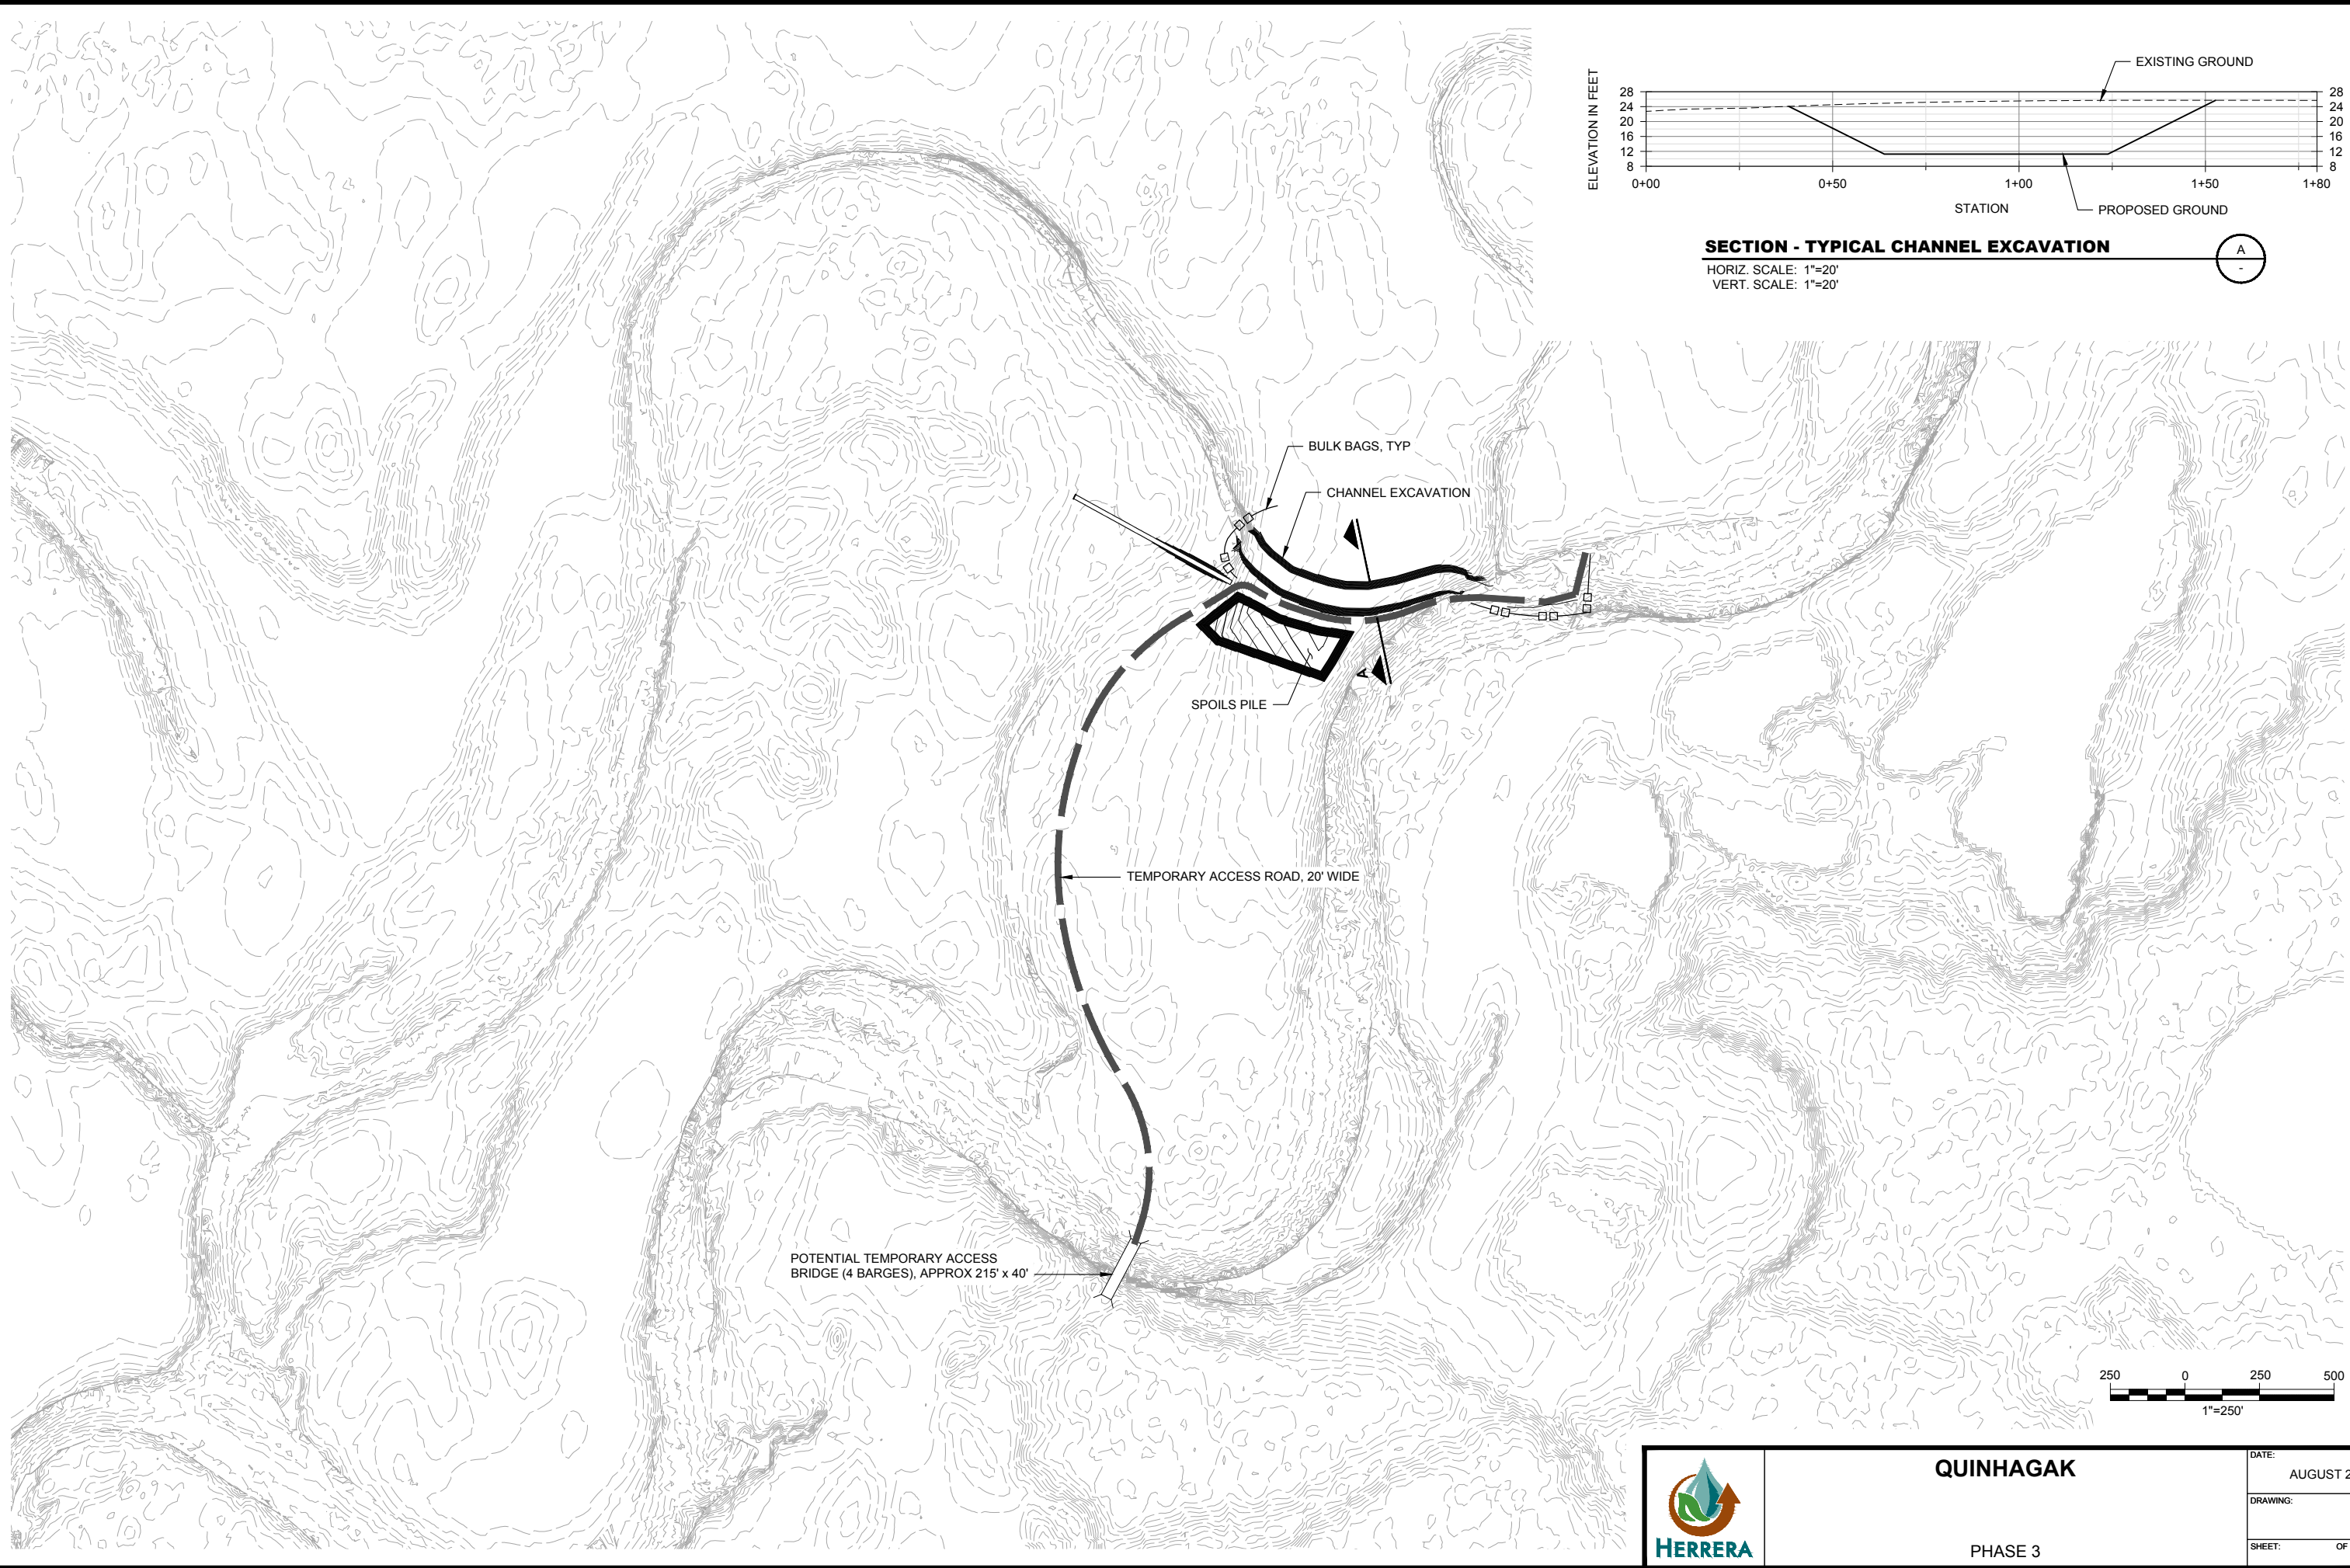 EXISTING GROUND
ELEVATION IN FEET
28 28
24 24
20 20
16 16
12 12
8 8
0+00 0+50 1+00 1+50 1+80
STATION
PROPOSED GROUND
SECTION - TYPICAL CHANNEL EXCAVATION
A
-
HORIZ. SCALE: 1"=20'
VERT. SCALE: 1"=20'
BULK BAGS, TYP
CHANNEL EXCAVATION
A
SPOILS PILE
TEMPORARY ACCESS ROAD, 20' WIDE
POTENTIAL TEMPORARY ACCESS
BRIDGE (4 BARGES), APPROX 215' x 40'
250 0 250 500
1"=250'
HERRERA
QUINHAGAK
PHASE 3
DATE:
AUGUST 2
DRAWING:
SHEET: OF